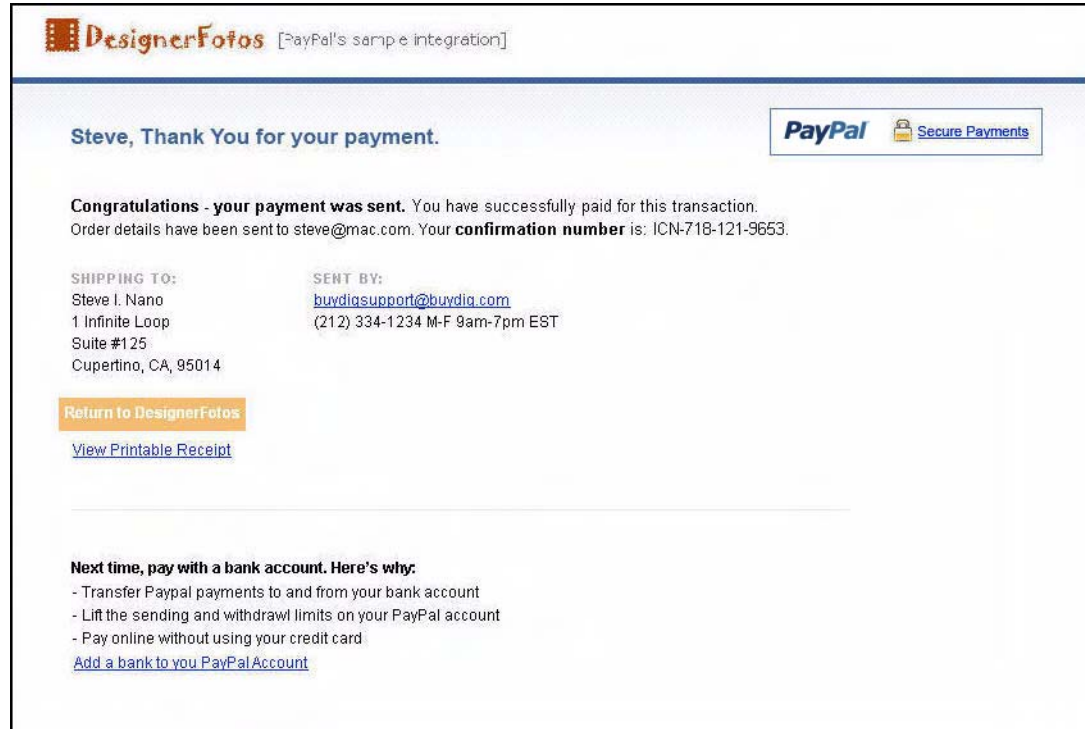 DesignerFotos [PayPal's sample integration]
Steve, Thank You for your payment.
PayPal Secure Payments
Congratulations - your payment was sent. You have successfully paid for this transaction.
Order details have been sent to steve@mac.com. Your confirmation number is: ICN-718-121-9653.
SHIPPING TO:
Steve I. Nano
1 Infinite Loop
Suite #125
Cupertino, CA, 95014
SENT BY:
buydigsupport@buydig.com
(212) 334-1234 M-F 9am-7pm EST
Return to DesignerFotos
View Printable Receipt
Next time, pay with a bank account. Here's why:
- Transfer Paypal payments to and from your bank account
- Lift the sending and withdrawl limits on your PayPal account
- Pay online without using your credit card
Add a bank to you PayPal Account